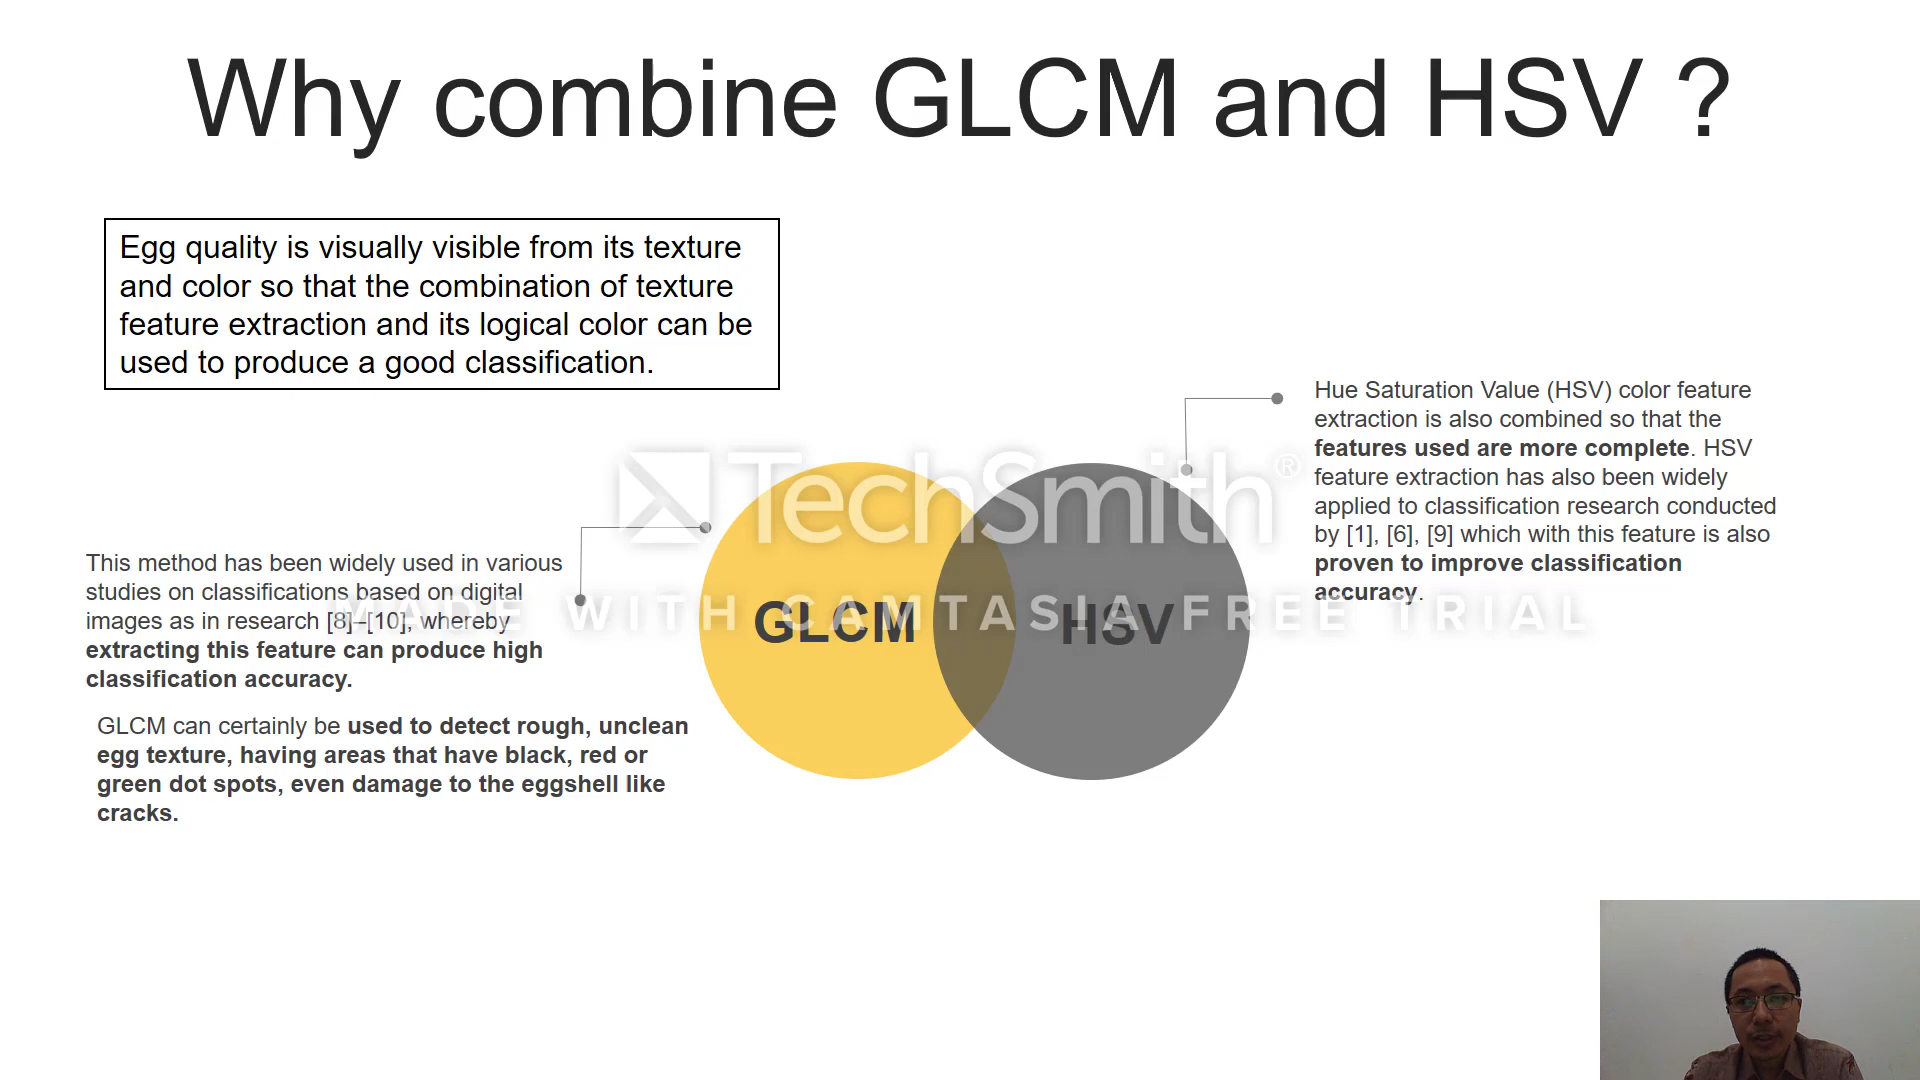 Why combine GLCM and HSV ?
Egg quality is visually visible from its texture
and color so that the combination of texture
feature extraction and its logical color can be
used to produce a good classification.
Hue Saturation Value (HSV) color feature
extraction is also combined so that the
features used are more complete. HSV
feature extraction has also been widely
applied to classification research conducted
by [1], [6], [9] which with this feature is also
proven to improve classification
accuracy.
TechSmith®
MADE WITH CAMTASIA FREE TRIAL
This method has been widely used in various
studies on classifications based on digital
images as in research [8]–[10], whereby
extracting this feature can produce high
classification accuracy.
GLCM
HSV
GLCM can certainly be used to detect rough, unclean
egg texture, having areas that have black, red or
green dot spots, even damage to the eggshell like
cracks.